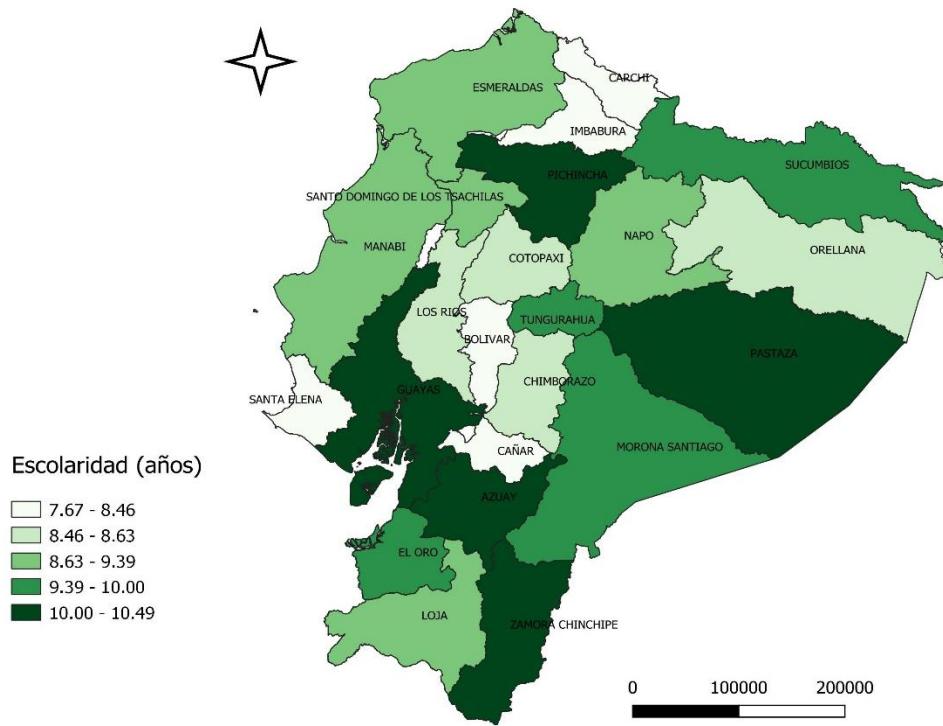 CARCHI
ESMERALDAS
IMBABURA
SUCUMBIOS
PICHINCHA
SANTO DOMINGO DE LOS TSACHILAS
NAPO
MANABI
ORELLANA
COTOPAXI
LOS RIOS
TUNGURAHUA
BOLIVAR
PASTAZA
CHIMBORAZO
GUAYAS
SANTA ELENA
MORONA SANTIAGO
CAÑAR
Escolaridad (años)
7.67 - 8.46
8.46 - 8.63
8.63 - 9.39
9.39 - 10.00
10.00 - 10.49
AZUAY
EL ORO
LOJA
ZAMORA CHINCHIPE
0 100000 200000